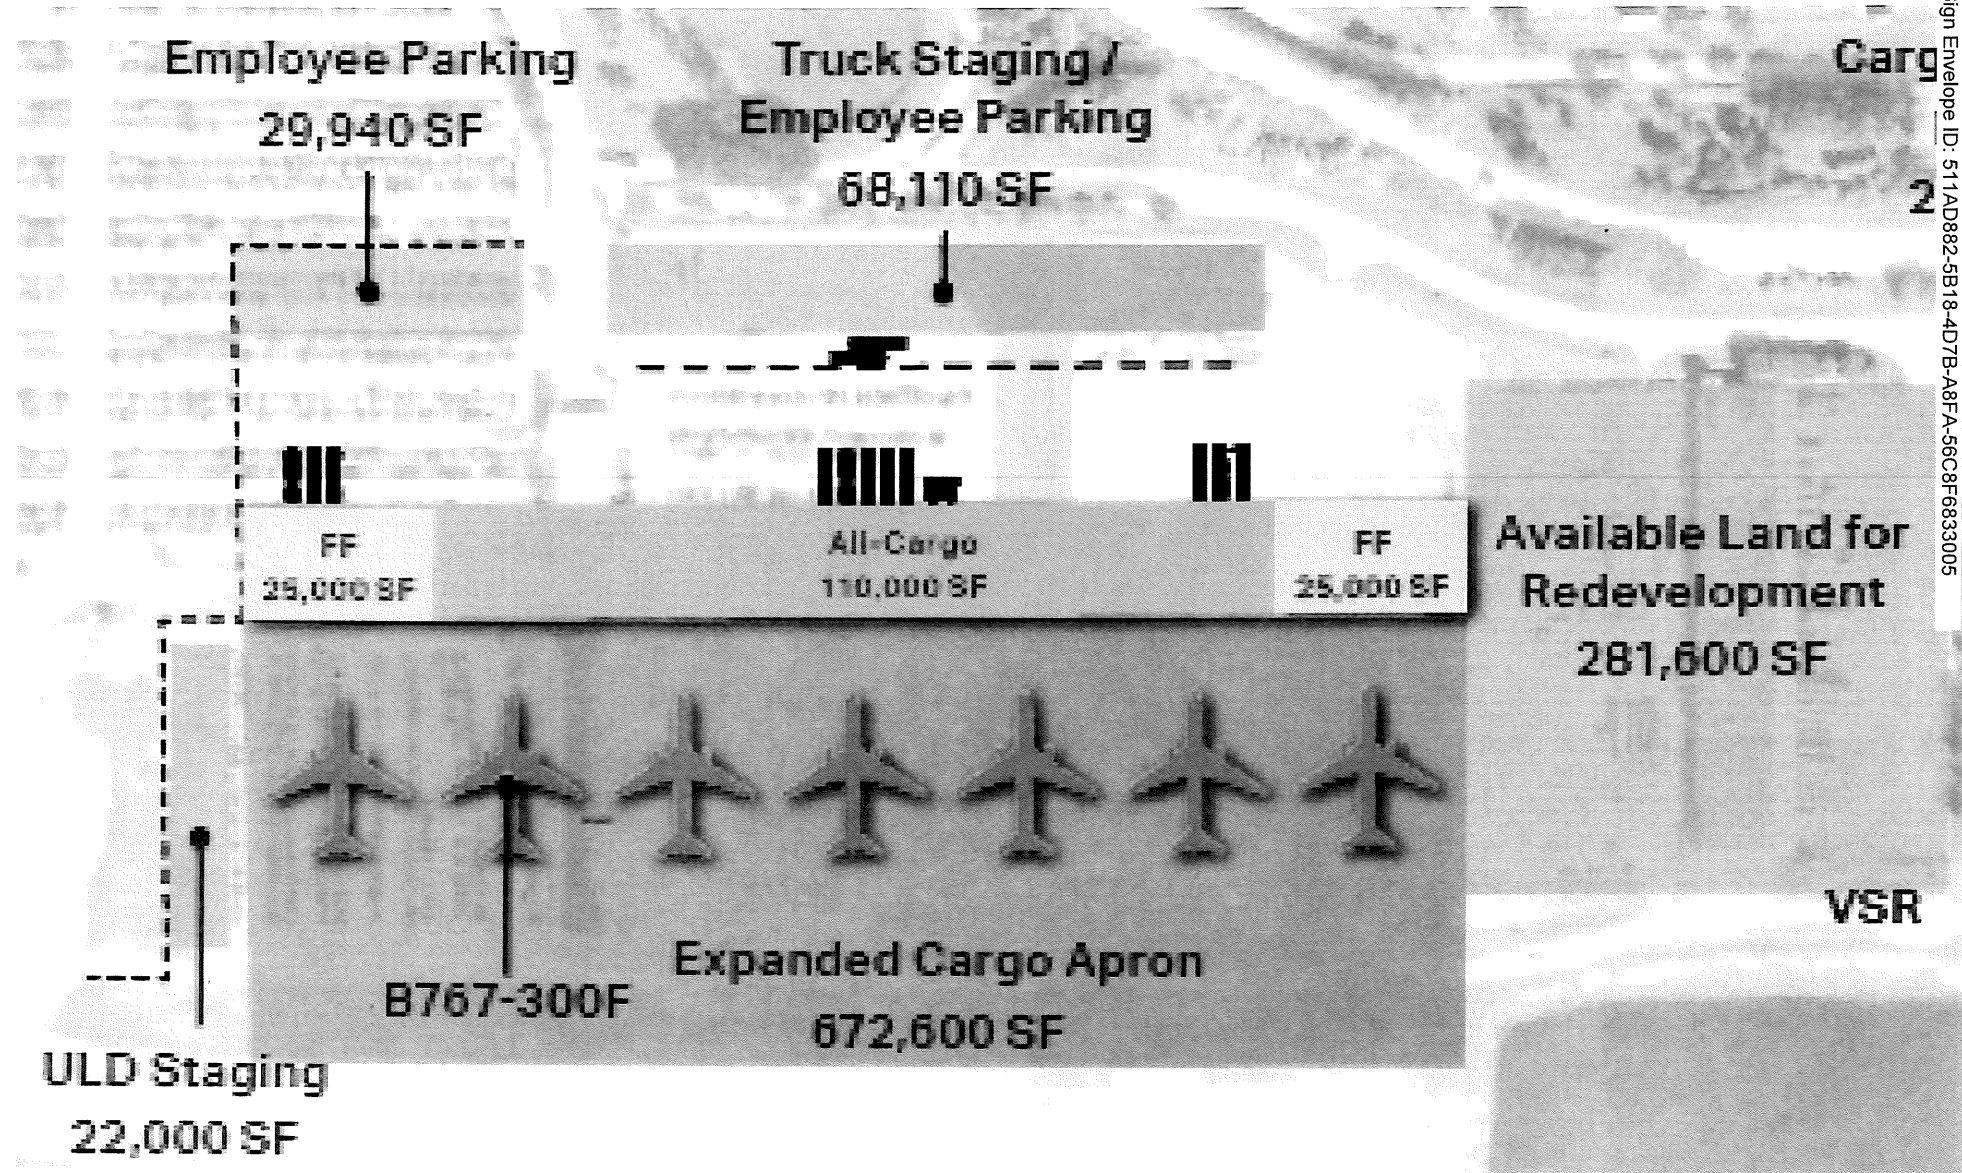 Employee Parking
29,940 SF
Truck Staging /
Employee Parking
68,110 SF
Carg
2
ign Envelope ID: 511AD882-5B18-4D7B-A8FA-56C8F6833005
FF
25,000 SF
All-Cargo
110,000 SF
FF
25,000 SF
Available Land for
Redevelopment
281,600 SF
VSR
B767-300F
Expanded Cargo Apron
672,600 SF
ULD Staging
22,000 SF